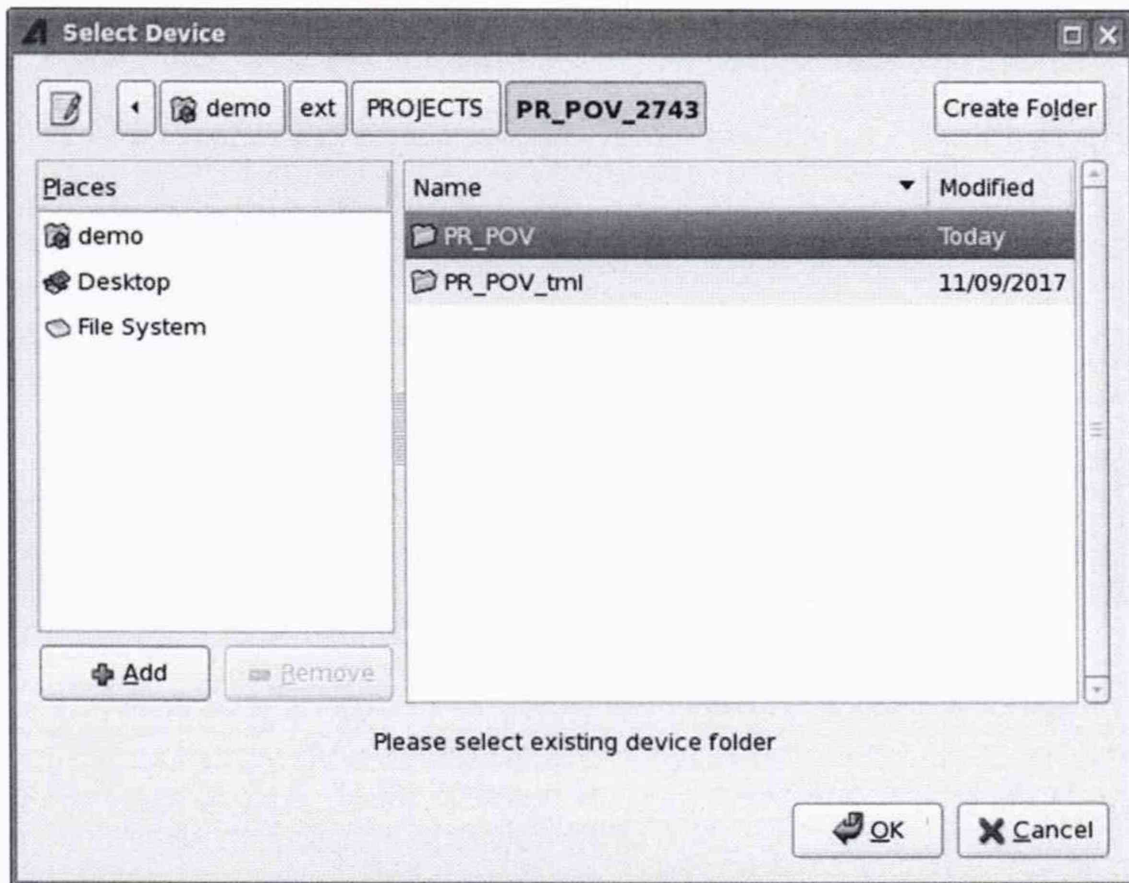 Select Device
demo ext PROJECTS PR_POV_2743 Create Folder
Places
demo
Desktop
File System
Name Modified
PR_POV Today
PR_POV_tml 11/09/2017
Add Remove
Please select existing device folder
OK Cancel